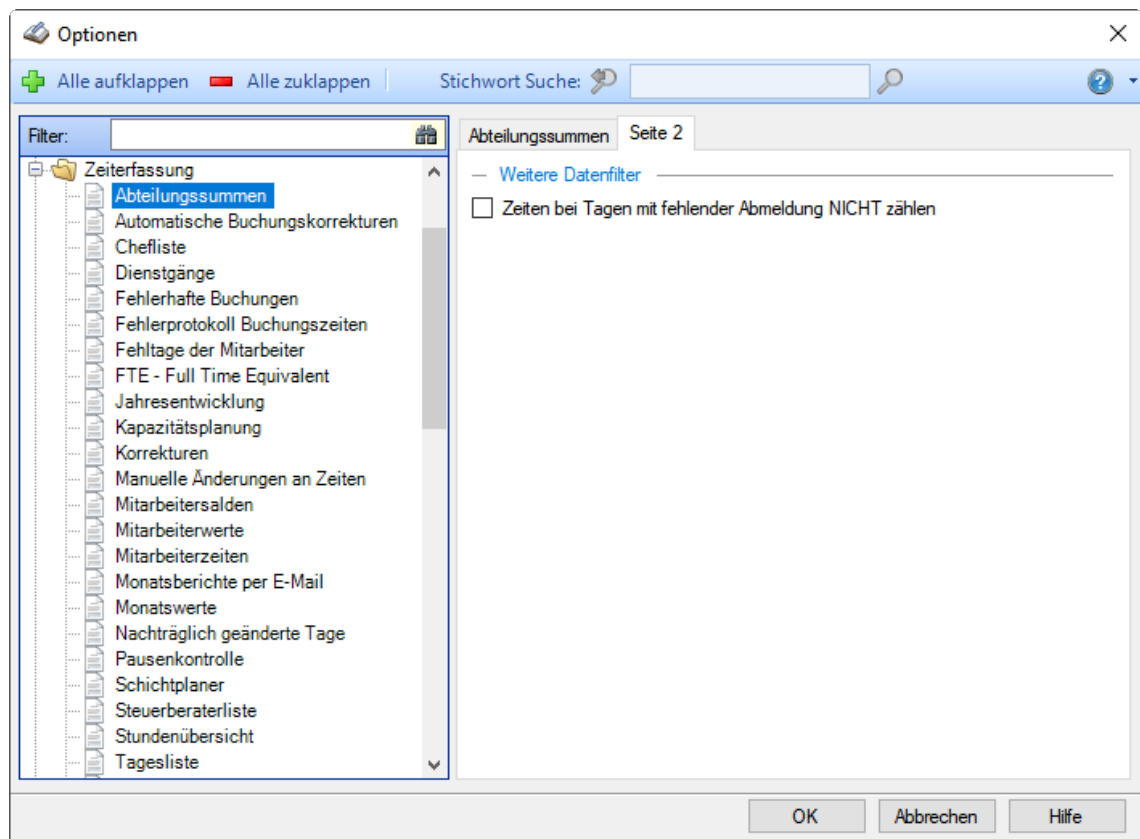 Optionen
Alle aufklappen Alle zuklappen Stichwort Suche:
Filter:
Zeiterfassung
Abteilungssummen
Automatische Buchungskorrekturen
Chefliste
Dienstgänge
Fehlerhafte Buchungen
Fehlerprotokoll Buchungszeiten
Fehltage der Mitarbeiter
FTE - Full Time Equivalent
Jahresentwicklung
Kapazitätsplanung
Korrekturen
Manuelle Änderungen an Zeiten
Mitarbeitersalden
Mitarbeiterwerte
Mitarbeiterzeiten
Monatsberichte per E-Mail
Monatswerte
Nachträglich geänderte Tage
Pausenkontrolle
Schichtplaner
Steuerberaterliste
Stundenübersicht
Tagesliste
Abteilungssummen Seite 2
Weitere Datenfilter
Zeiten bei Tagen mit fehlender Abmeldung NICHT zählen
OK Abbrechen Hilfe